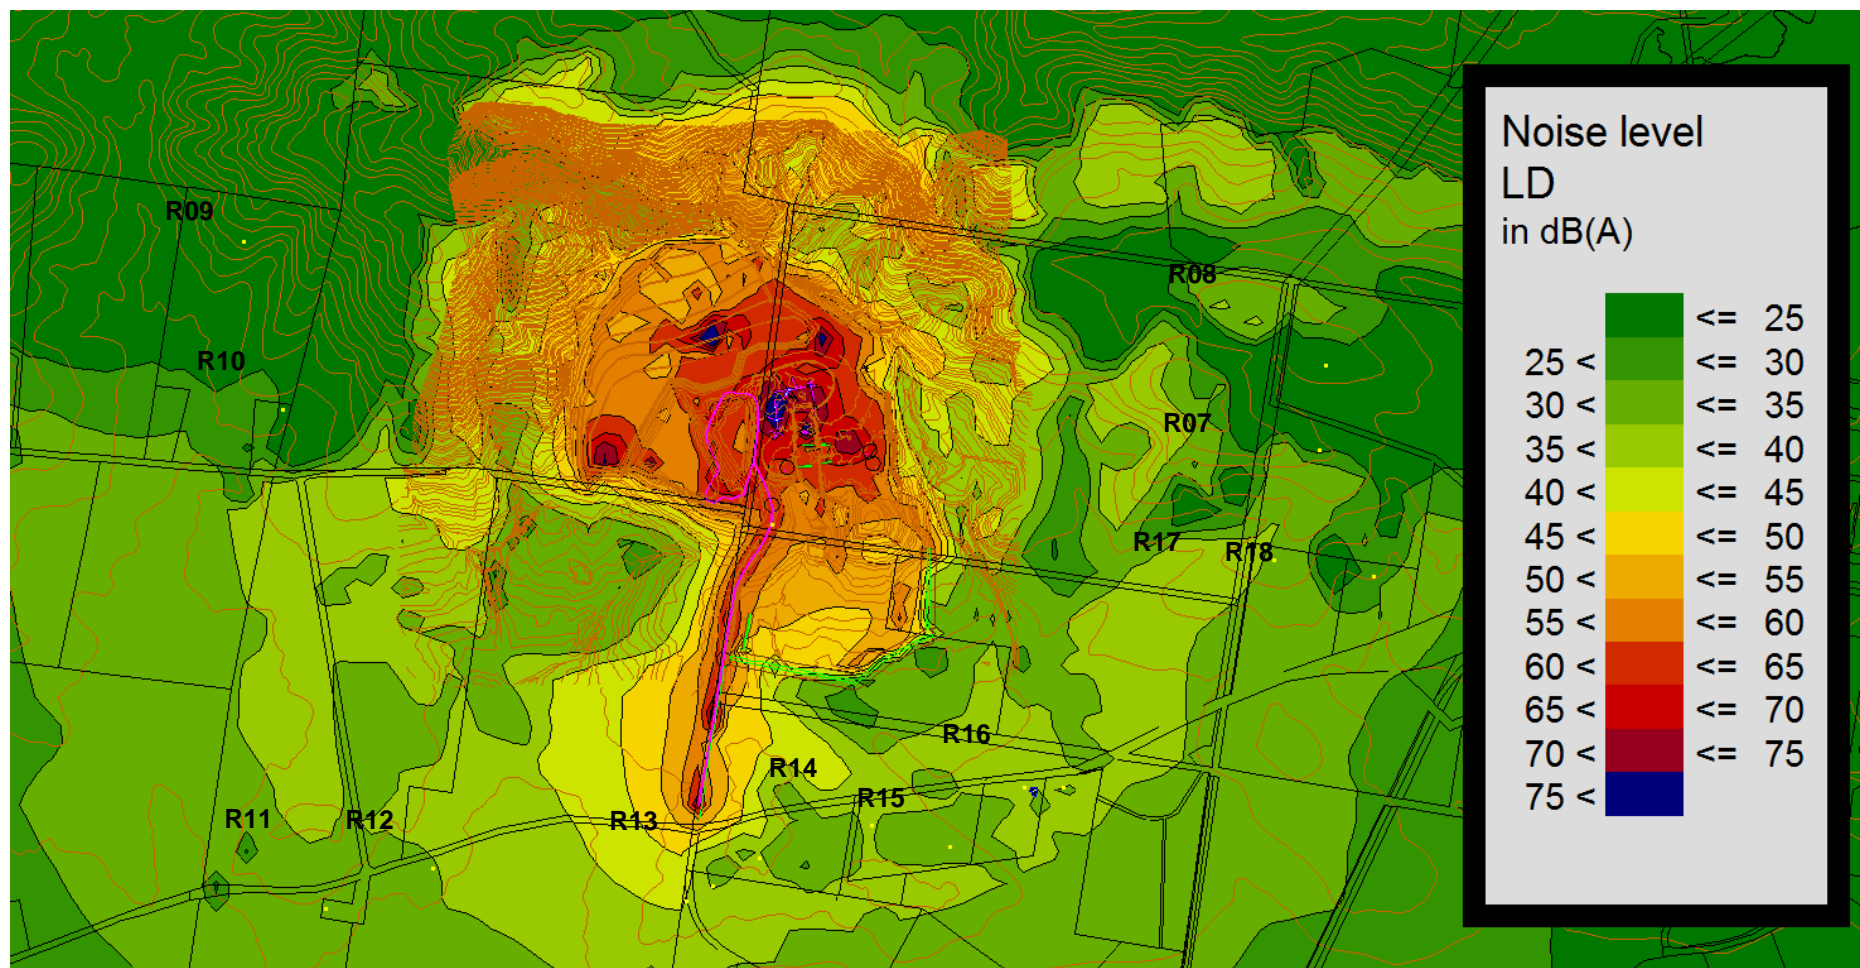 R09
R08
R10
R07
R17
R18
R16
R14
R15
R11
R12
R13
Noise level
LD
in dB(A)
<= 25
25 < <= 30
30 < <= 35
35 < <= 40
40 < <= 45
45 < <= 50
50 < <= 55
55 < <= 60
60 < <= 65
65 < <= 70
70 < <= 75
75 <